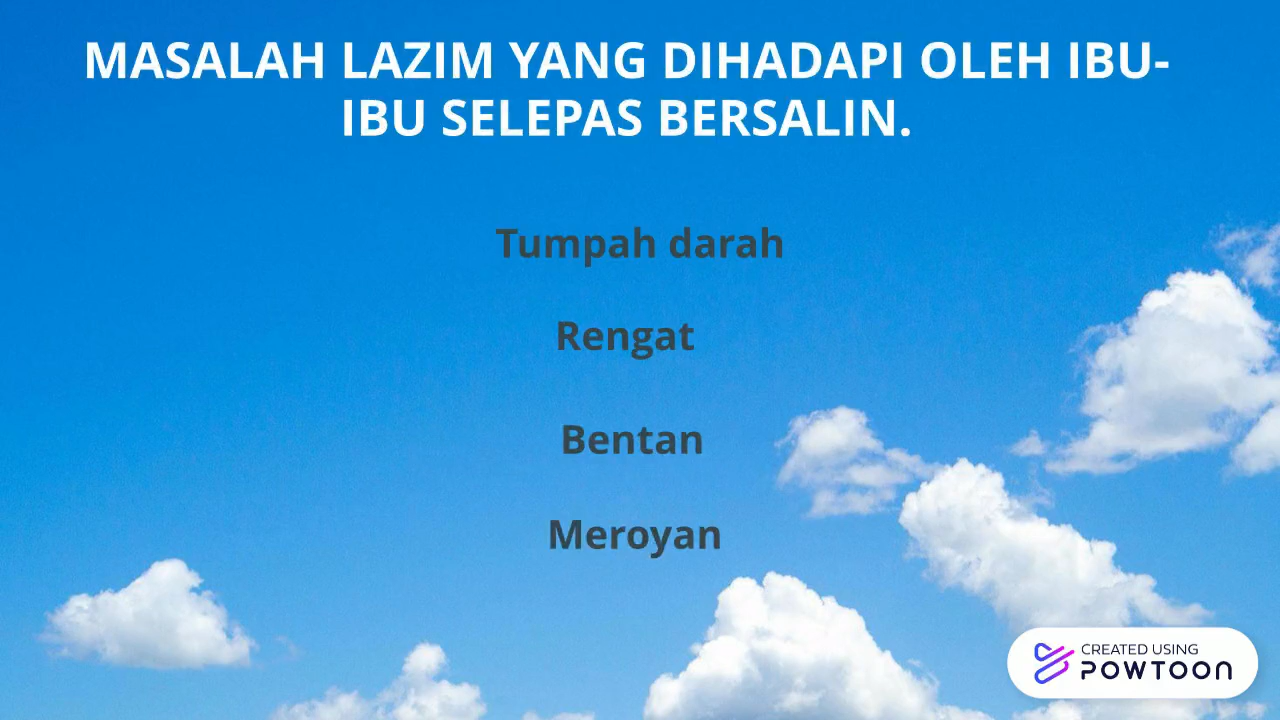 MASALAH LAZIM YANG DIHADAPI OLEH IBU-
IBU SELEPAS BERSALIN.
Tumpah darah
Rengat
Bentan
Meroyan
CREATED USING
POWTOON